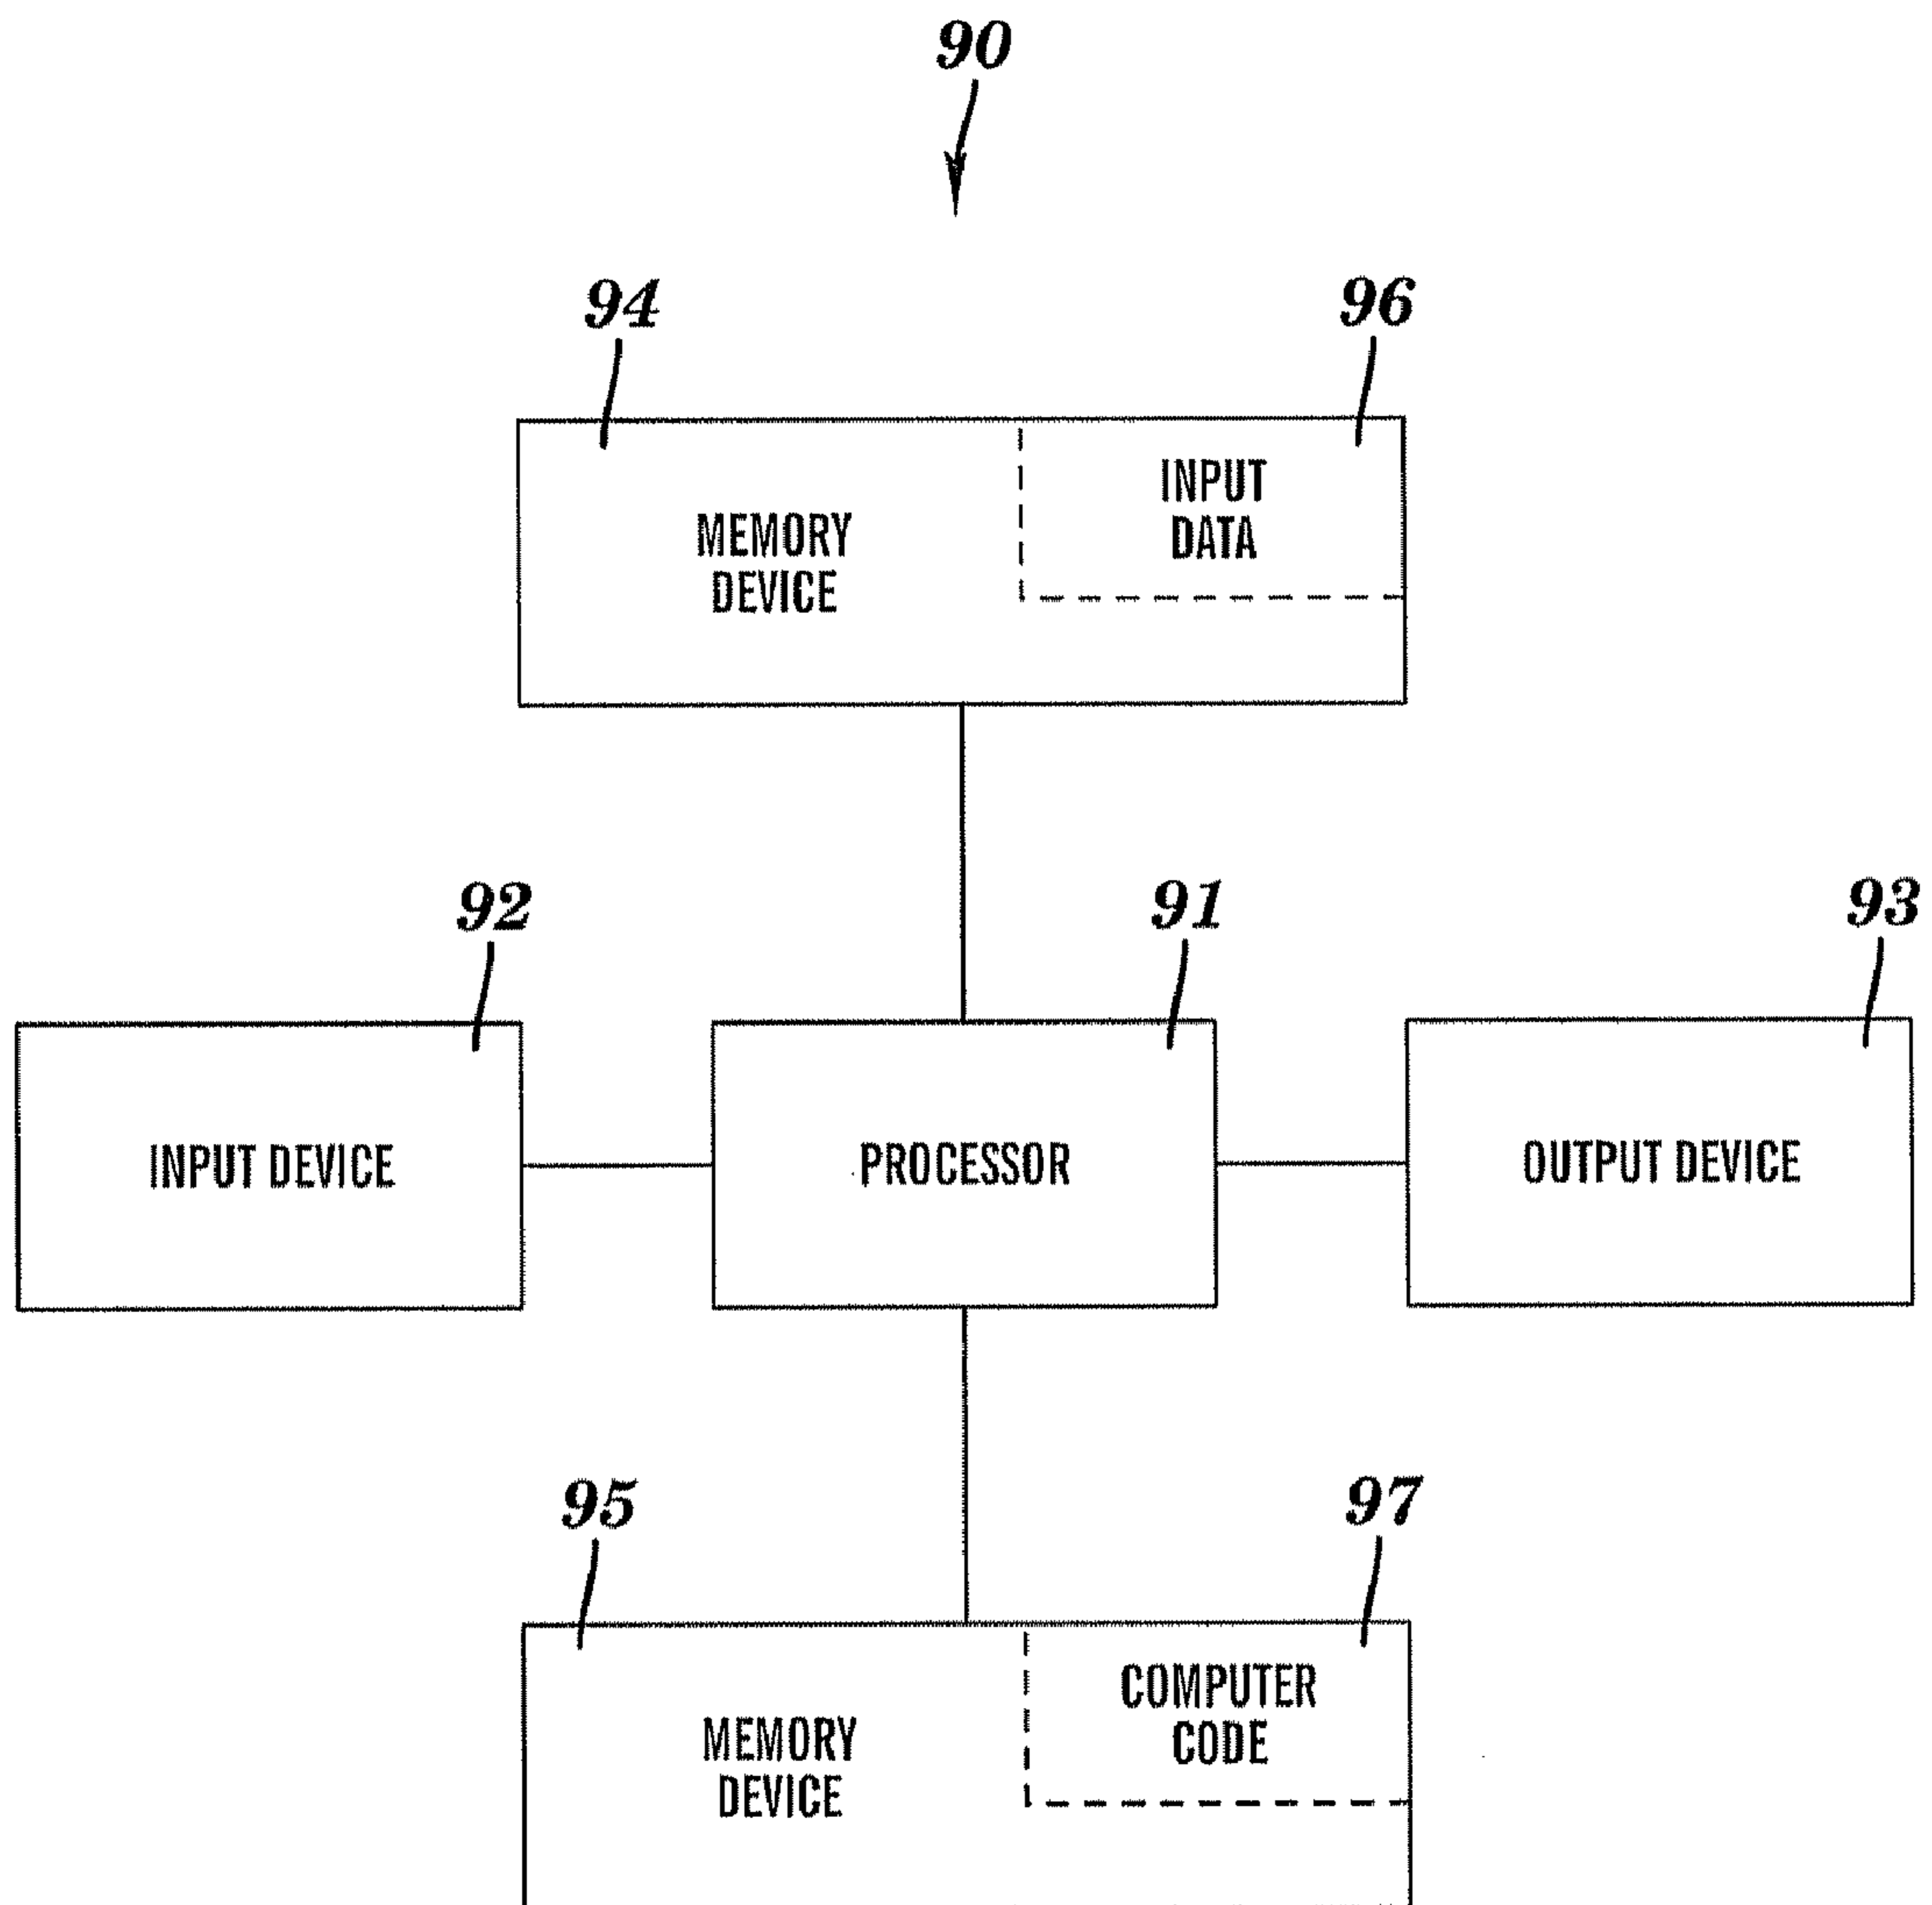 90
94
96
INPUT
DATA
MEMORY
DEVICE
92
91
93
INPUT DEVICE
PROCESSOR
OUTPUT DEVICE
95
97
COMPUTER
CODE
MEMORY
DEVICE